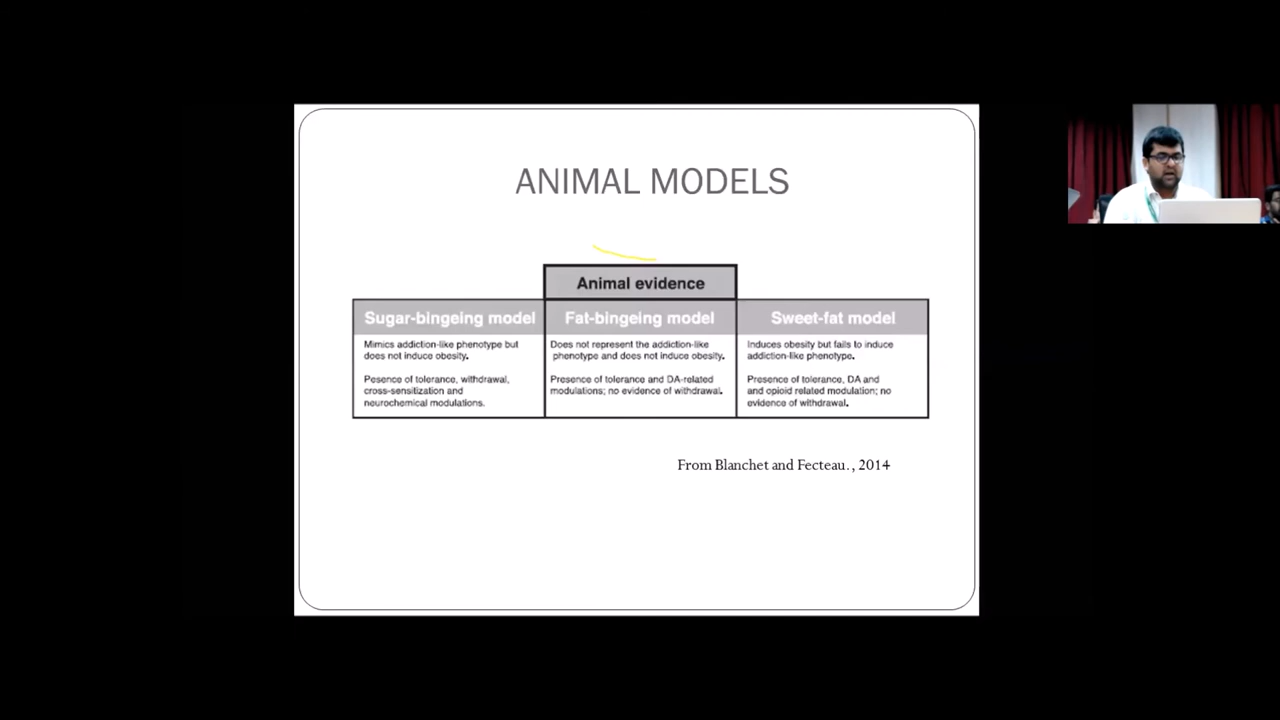 ANIMAL MODELS
Animal evidence
Sugar-bingeing model
Mimics addiction-like phenotype but
does not induce obesity.
Pesence of tolerance, withdrawal,
cross-sensitization and
neurochemical modulations.
Fat-bingeing model
Does not represent the addiction-like
phenotype and does not induce obesity.
Presence of tolerance and DA-related
modulations; no evidence of withdrawal.
Sweet-fat model
Induces obesity but fails to induce
addiction-like phenotype.
Presence of tolerance, DA and
and opioid related modulation; no
evidence of withdrawal.
From Blanchet and Fecteau. , 2014